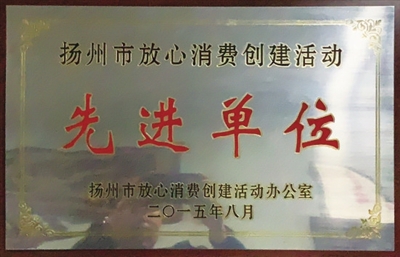 扬州市放心消费创建活动
先进单位
扬州市放心消费创建活动办公室
二〇一五年八月